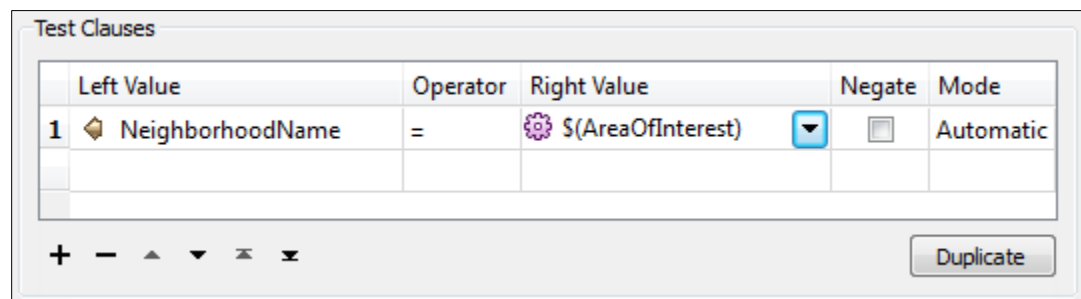 Test Clauses
Left Value Operator Right Value Negate Mode
1 NeighborhoodName = $(AreaOfInterest) Automatic
Duplicate